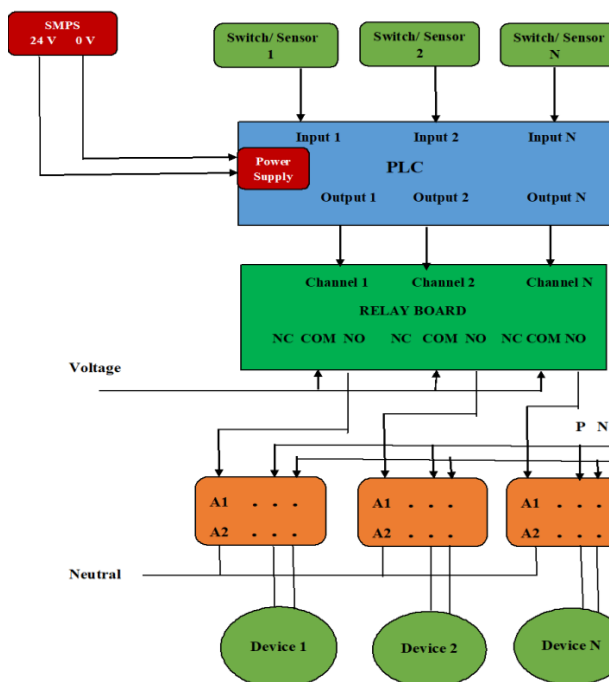 SMPS
24 V 0 V
Switch/ Sensor
1
Switch/ Sensor
2
Switch/ Sensor
N
Input 1 Input 2 Input N
Power
Supply
PLC
Output 1 Output 2 Output N
Channel 1 Channel 2 Channel N
RELAY BOARD
NC COM NO NC COM NO NC COM NO
Voltage
P N
A1 . . . A1 . . . A1 . . .
A2 . . . A2 . . . A2 . . .
Neutral
Device 1 Device 2 Device N